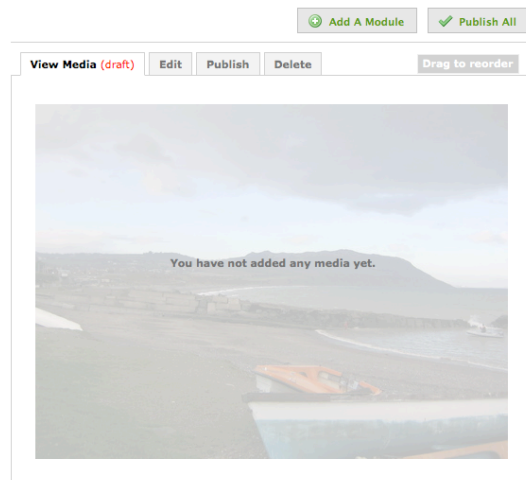 Add A Module Publish All
View Media (draft) Edit Publish Delete Drag to reorder
You have not added any media yet.